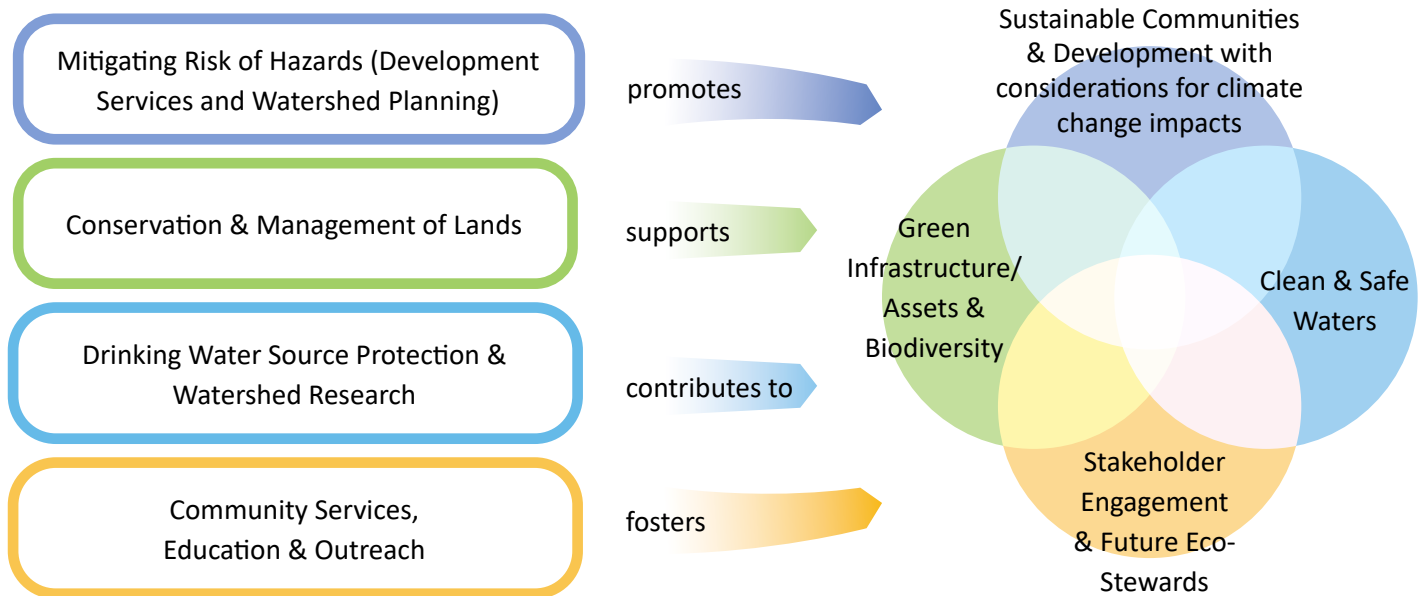 Mitigating Risk of Hazards (Development
Services and Watershed Planning)
promotes
Sustainable Communities
& Development with
considerations for climate
change impacts
Conservation & Management of Lands
supports
Green
Infrastructure/
Assets &
Biodiversity
Drinking Water Source Protection &
Watershed Research
contributes to
Clean & Safe
Waters
Community Services,
Education & Outreach
fosters
Stakeholder
Engagement
& Future Eco-
Stewards